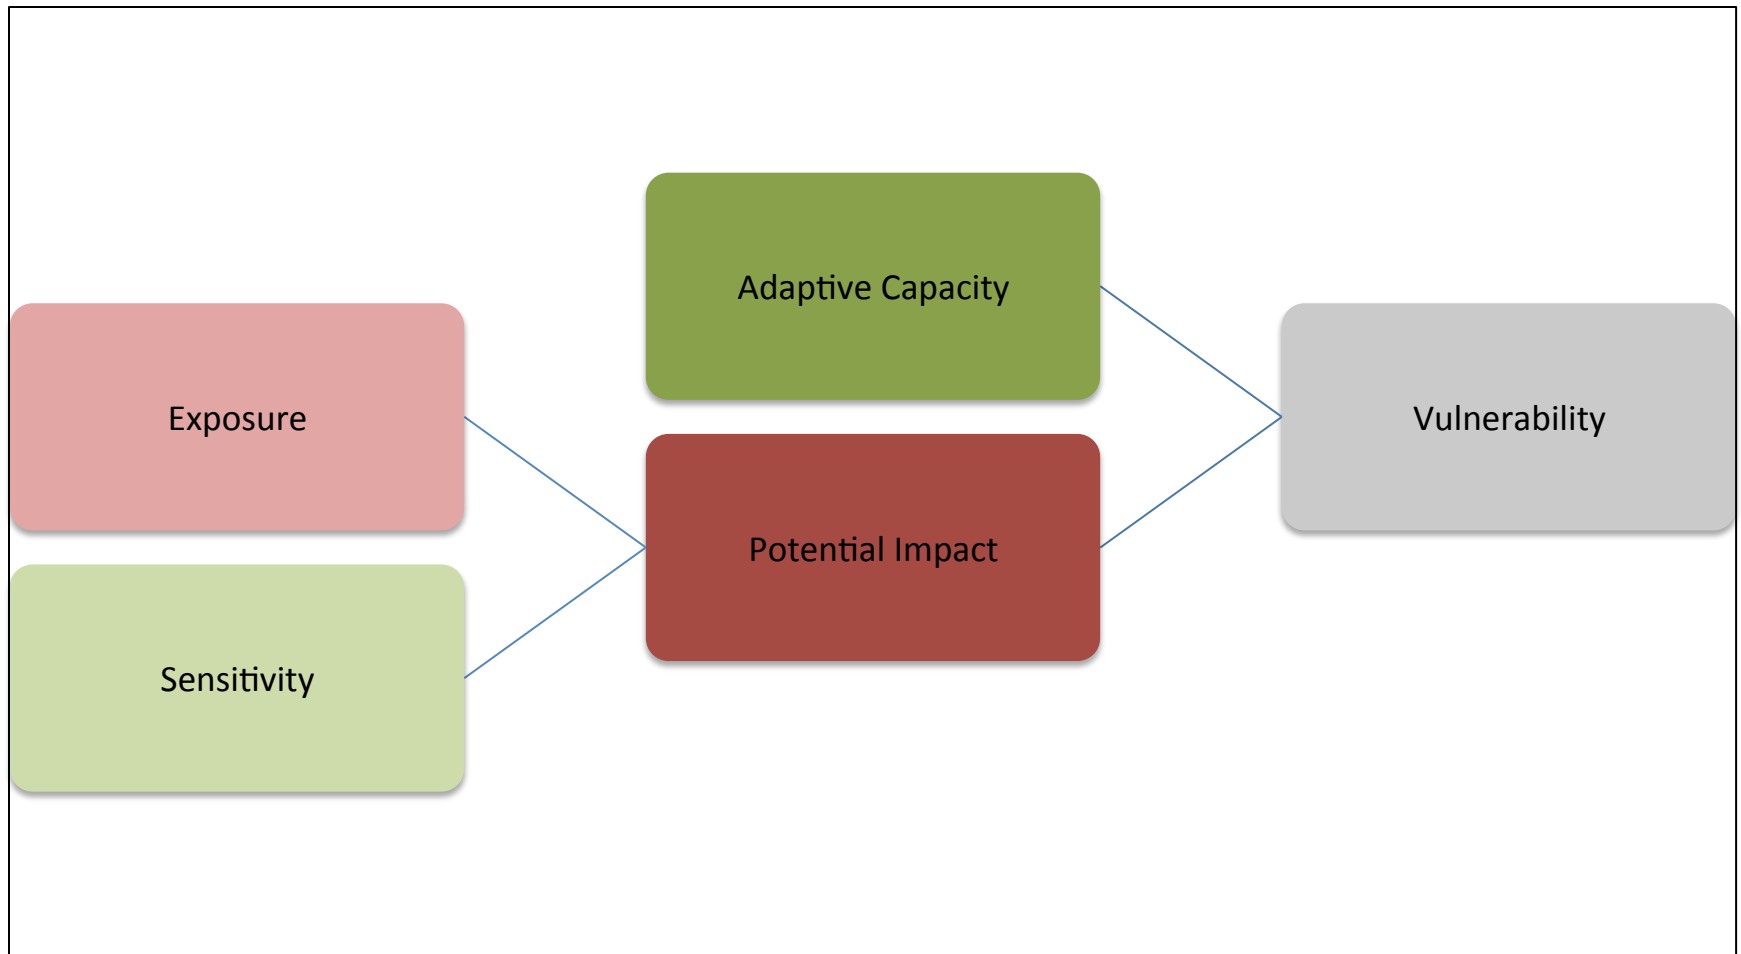 Adaptive Capacity
Exposure
Vulnerability
Potential Impact
Sensitivity